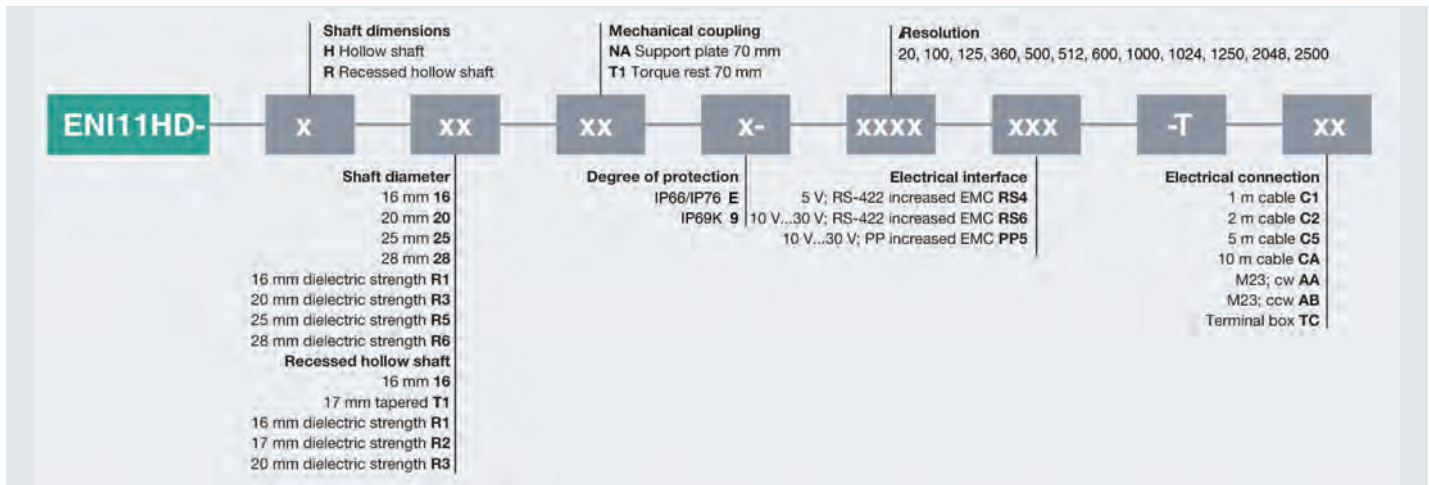 Shaft dimensions
H Hollow shaft
R Recessed hollow shaft
Mechanical coupling
NA Support plate 70 mm
T1 Torque rest 70 mm
Resolution
20, 100, 125, 360, 500, 512, 600, 1000, 1024, 1250, 2048, 2500
ENI11HD- x xx xx x- xxxx xxx -T xx
Shaft diameter
16 mm 16
20 mm 20
25 mm 25
28 mm 28
16 mm dielectric strength R1
20 mm dielectric strength R3
25 mm dielectric strength R5
28 mm dielectric strength R6
Recessed hollow shaft
16 mm 16
17 mm tapered T1
16 mm dielectric strength R1
17 mm dielectric strength R2
20 mm dielectric strength R3
Degree of protection
IP66/IP76 E
IP69K 9
Electrical interface
5 V; RS-422 increased EMC RS4
10 V...30 V; RS-422 increased EMC RS6
10 V...30 V; PP increased EMC PP5
Electrical connection
1 m cable C1
2 m cable C2
5 m cable C5
10 m cable CA
M23; cw AA
M23; ccw AB
Terminal box TC